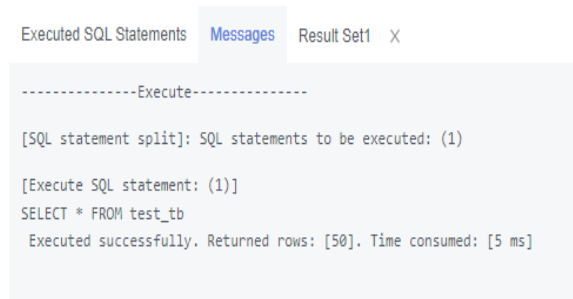 Executed SQL Statements Messages Result Set1 X
---------------Execute---------------
[SQL statement split]: SQL statements to be executed: (1)
[Execute SQL statement: (1)]
SELECT * FROM test_tb
Executed successfully. Returned rows: [50]. Time consumed: [5 ms]